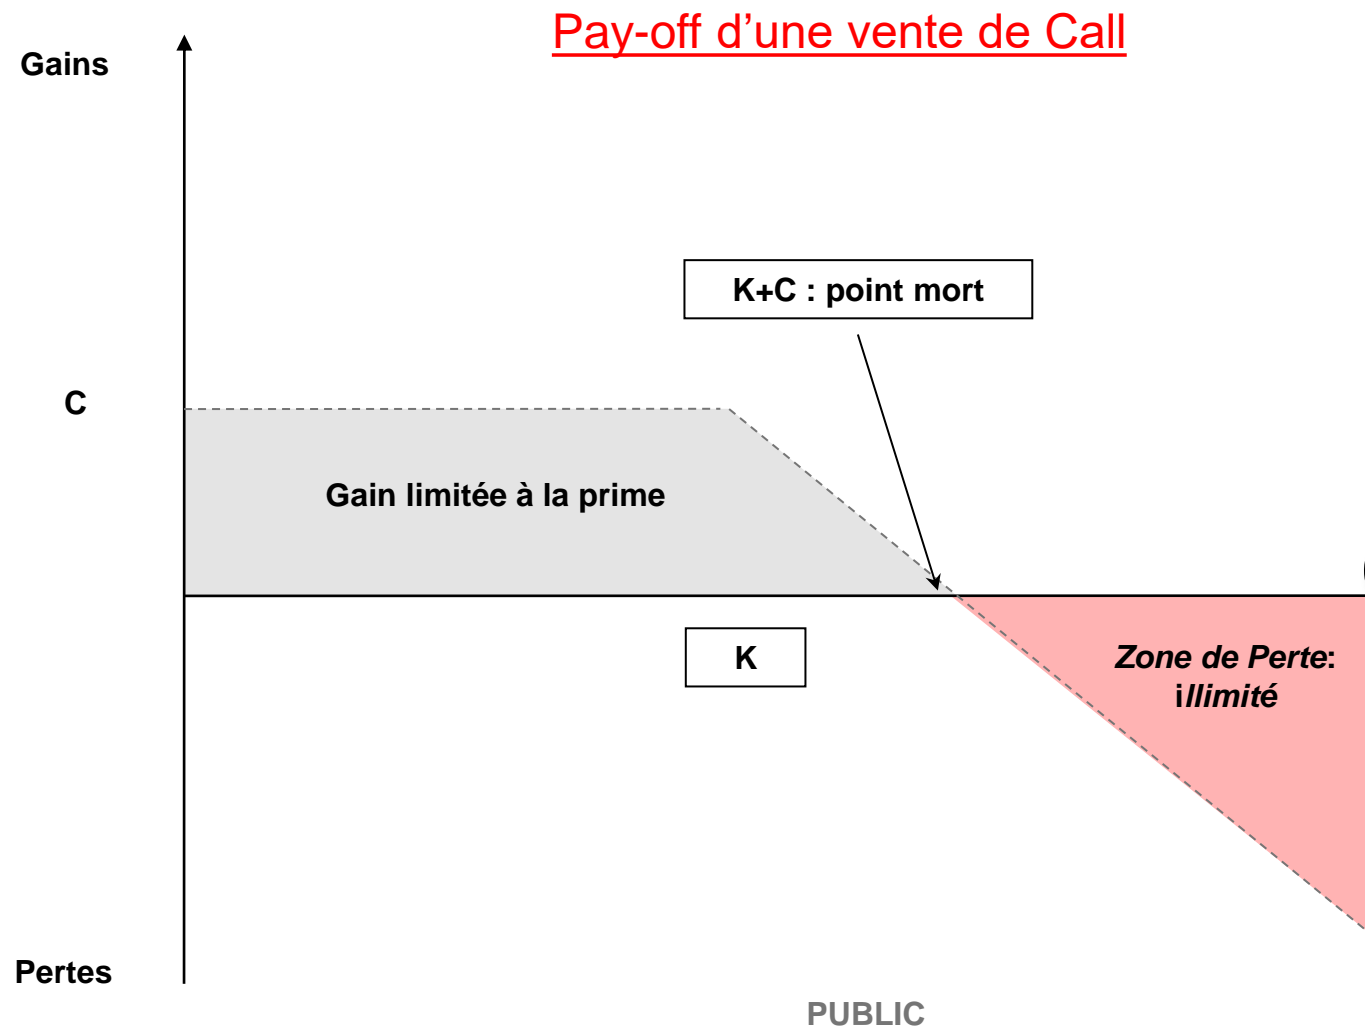 Pay-off d’une vente de Call
Gains
K+C : point mort
C
Gain limitée à la prime
K
Zone de Perte:
illimité
Pertes
PUBLIC